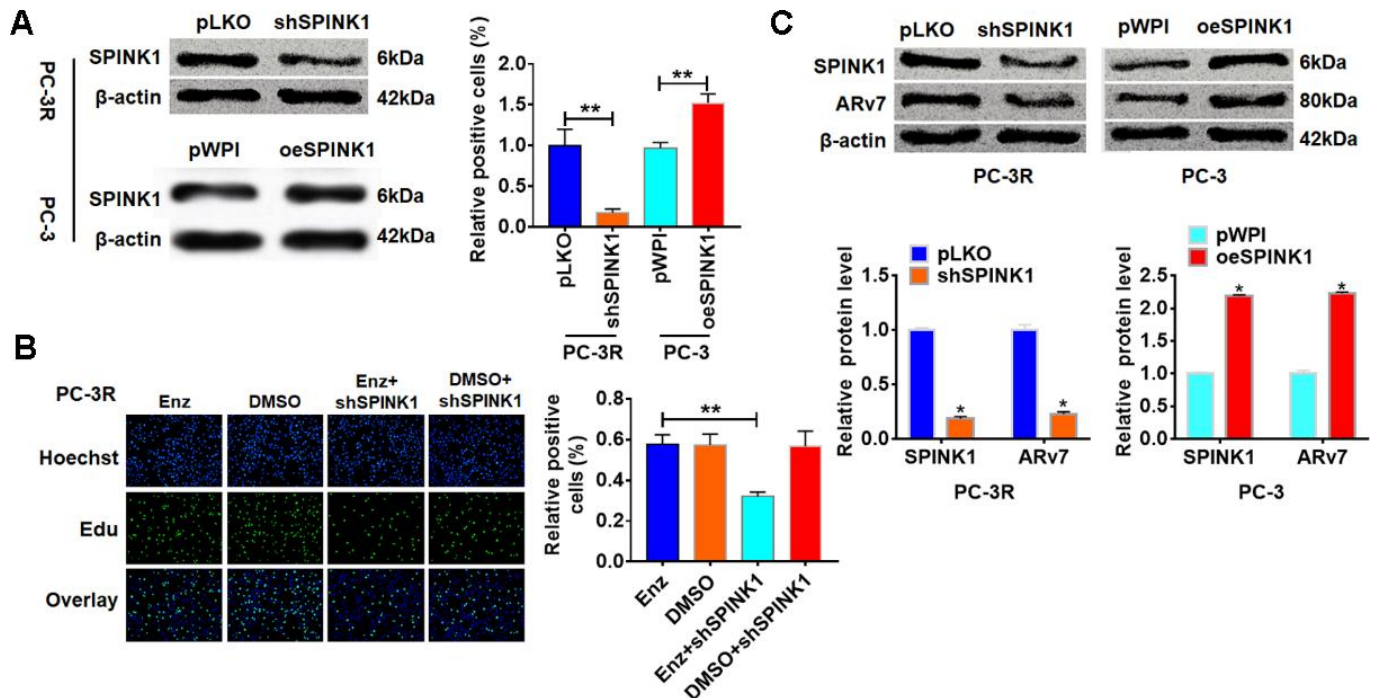 A
pLKO shSPINK1
PC-3R
SPINK1 6kDa
β-actin 42kDa
pWPI oeSPINK1
PC-3
SPINK1 6kDa
β-actin 42kDa
Relative positive cells (%)
2.0
1.5
1.0
0.5
0.0
** **
pLKO shSPINK1 pWPI oeSPINK1
PC-3R PC-3
B
PC-3R
Enz DMSO Enz+ DMSO+
shSPINK1 shSPINK1
Hoechst
Edu
Overlay
Relative positive
cells (%)
0.8
0.6
0.4
0.2
0.0
**
Enz DMSO Enz+shSPINK1 DMSO+shSPINK1
C
pLKO shSPINK1 pWPI oeSPINK1
SPINK1 6kDa
ARv7 80kDa
β-actin 42kDa
PC-3R PC-3
pLKO
shSPINK1
Relative protein level
1.5
1.0
0.5
0.0
* *
SPINK1 ARv7
PC-3R
pWPI
oeSPINK1
Relative protein level
2.5
2.0
1.5
1.0
0.5
0.0
* *
SPINK1 ARv7
PC-3